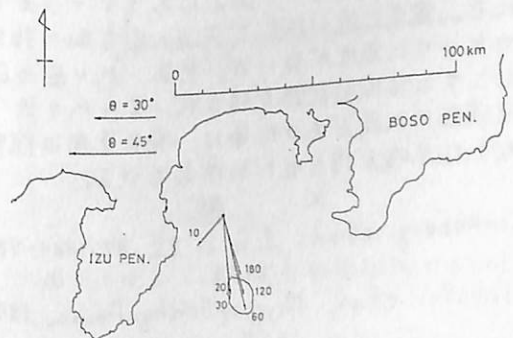 0
100 km
θ = 30°
θ = 45°
BOSO PEN.
IZU PEN.
10
180
20
120
30
60